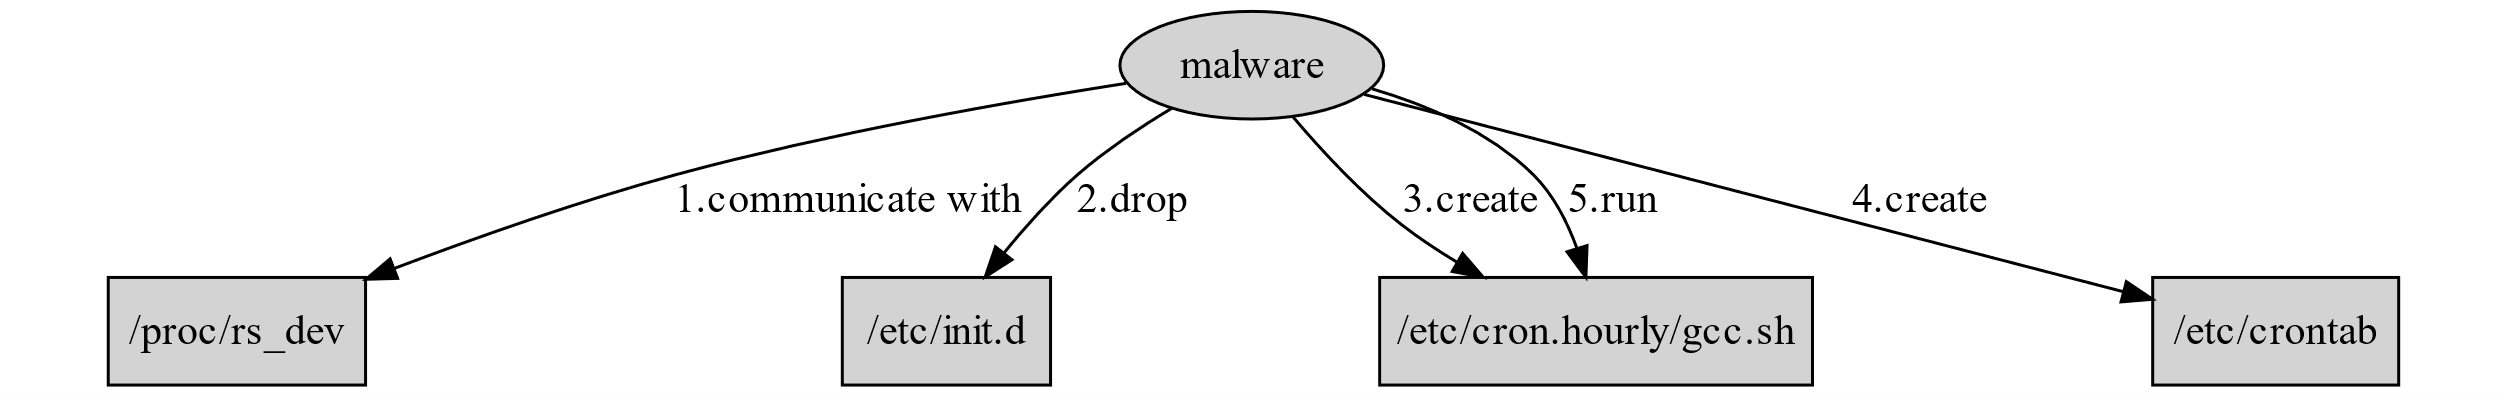 malware
1.communicate with
2.drop
3.create
5.run
4.create
/proc/rs_dev
/etc/init.d
/etc/cron.hourly/gcc.sh
/etc/crontab